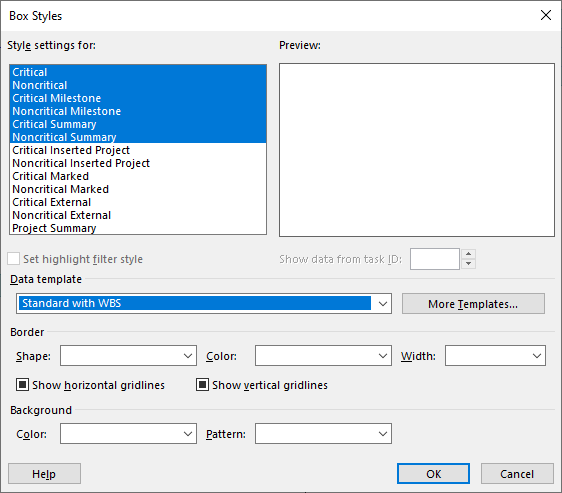 Box Styles
Style settings for:
Preview:
Critical
Noncritical
Critical Milestone
Noncritical Milestone
Critical Summary
Noncritical Summary
Critical Inserted Project
Noncritical Inserted Project
Critical Marked
Noncritical Marked
Critical External
Noncritical External
Project Summary
Set highlight filter style
Show data from task ID:
Data template
Standard with WBS
More Templates...
Border
Shape:
Color:
Width:
Show horizontal gridlines
Show vertical gridlines
Background
Color:
Pattern:
Help
OK
Cancel